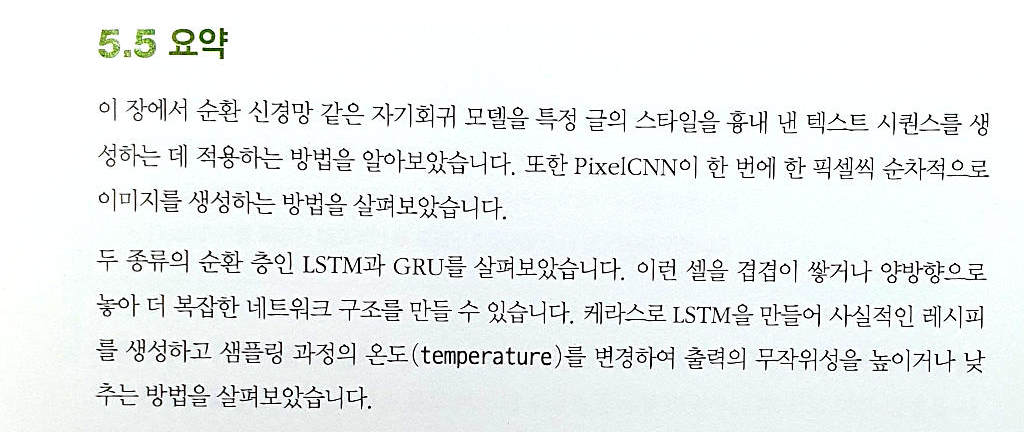 5.5 요약
이 장에서 순환 신경망 같은 자기회귀 모델을 특정 글의 스타일을 흉내 낸 텍스트 시퀀스를 생
성하는 데 적용하는 방법을 알아보았습니다. 또한 PixelCNN이 한 번에 한 픽셀씩 순차적으로
이미지를 생성하는 방법을 살펴보았습니다.
두 종류의 순환 층인 LSTM과 GRU를 살펴보았습니다. 이런 셀을 겹겹이 쌓거나 양방향으로
놓아 더 복잡한 네트워크 구조를 만들 수 있습니다. 케라스로 LSTM을 만들어 사실적인 레시피
를 생성하고 샘플링 과정의 온도(temperature)를 변경하여 출력의 무작위성을 높이거나 낮
추는 방법을 살펴보았습니다.